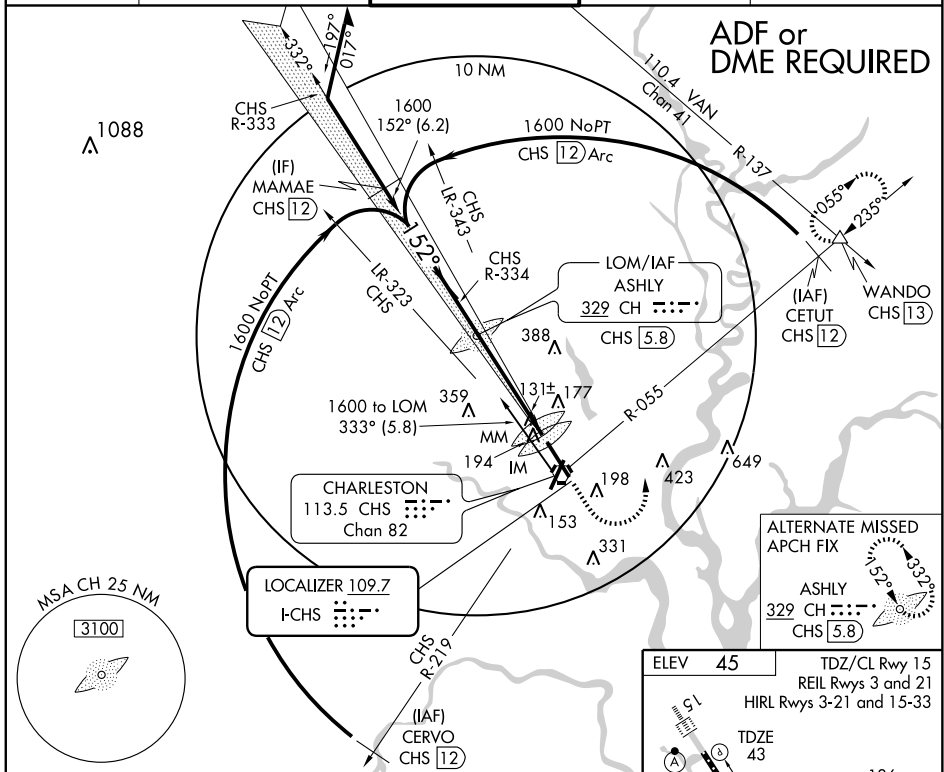 ADF or
DME REQUIRED
332°
197°
017°
10 NM
110.4 VAN
Chan 41
CHS
R-333
1600
152° (6.2)
1600 NoPT
CHS 12 Arc
R-137
1088
(IF)
MAMAE
CHS 12
CHS
LR-343
055°
235°
152°
LR-323
CHS
CHS
R-334
LOM/IAF
ASHLY
329 CH
CHS 5.8
(IAF)
CETUT
CHS 12
WANDO
CHS 13
1600 NoPT
CHS 12 Arc
388
R-055
359
131±
177
1600 to LOM
333° (5.8)
MM
194
IM
198
423
649
CHARLESTON
113.5 CHS
Chan 82
153
331
ALTERNATE MISSED
APCH FIX
152°
332°
ASHLY
329 CH
CHS 5.8
LOCALIZER 109.7
I-CHS
MSA CH 25 NM
3100
CHS
R-219
(IAF)
CERVO
CHS 12
ELEV 45
TDZ/CL Rwy 15
REIL Rwys 3 and 21
HIRL Rwys 3-21 and 15-33
15
TDZE
43
A
P